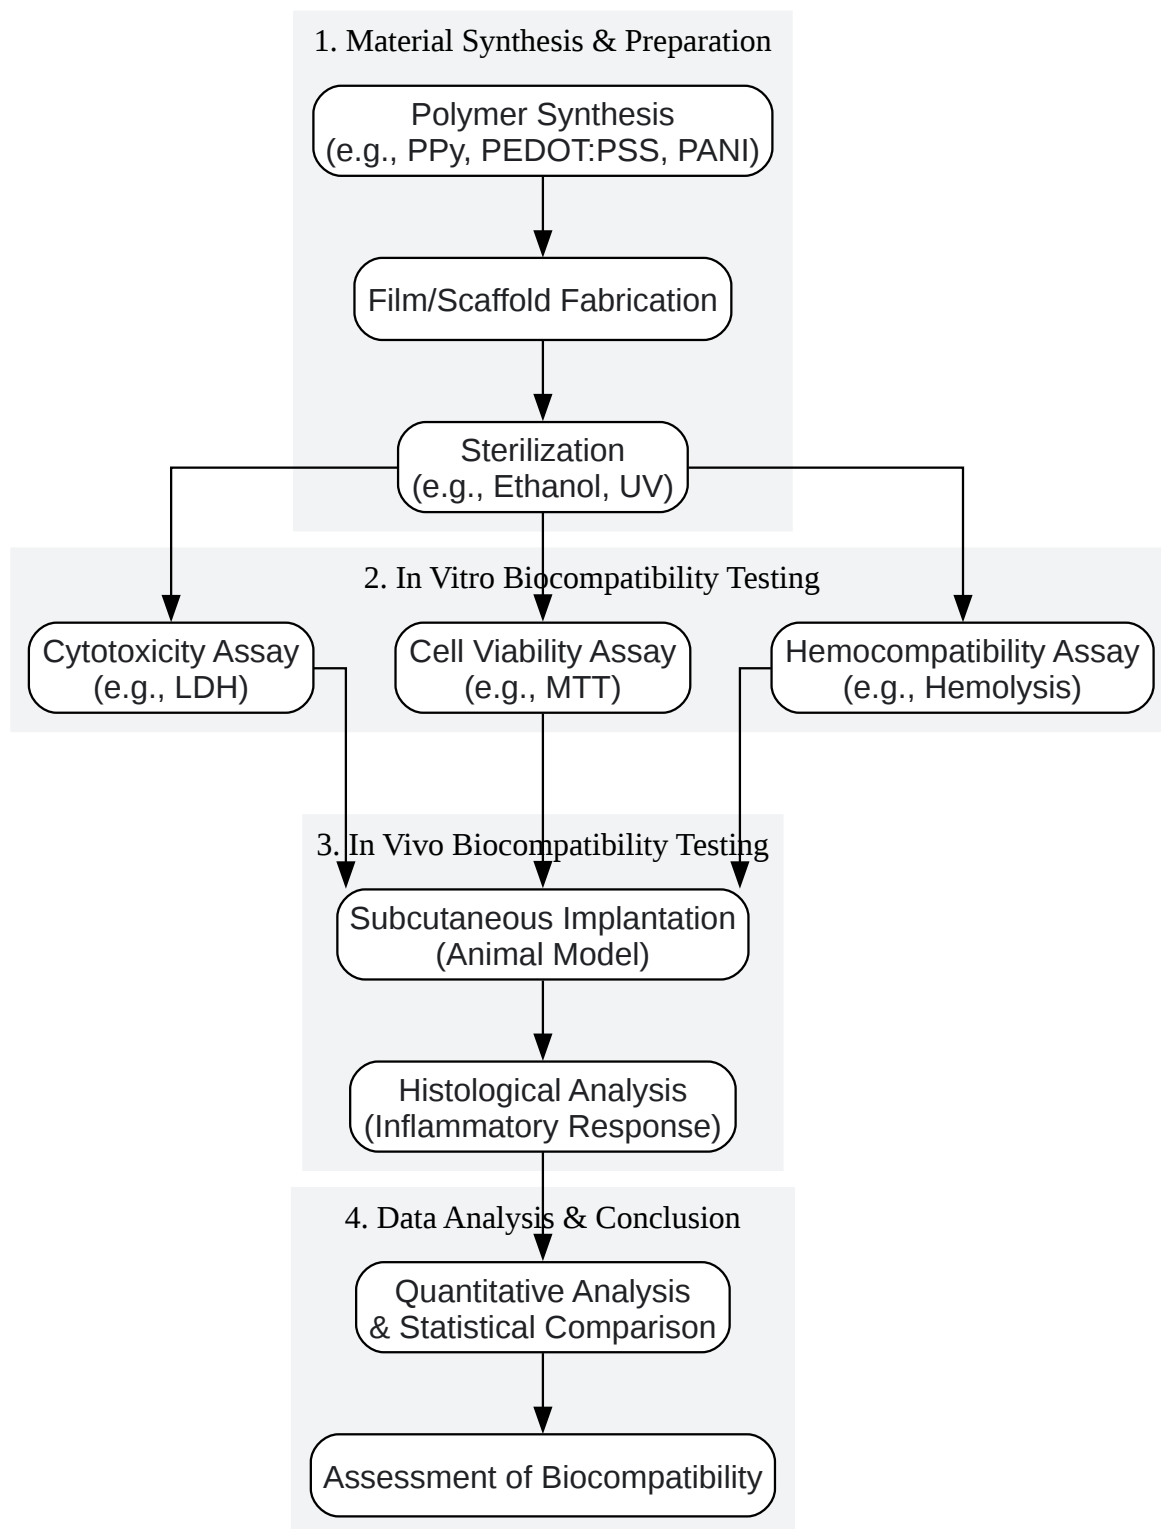 1. Material Synthesis & Preparation
Polymer Synthesis
(e.g., PPy, PEDOT:PSS, PANI)
Film/Scaffold Fabrication
Sterilization
(e.g., Ethanol, UV)
2. In Vitro Biocompatibility Testing
Cytotoxicity Assay
(e.g., LDH)
Cell Viability Assay
(e.g., MTT)
Hemocompatibility Assay
(e.g., Hemolysis)
3. In Vivo Biocompatibility Testing
Subcutaneous Implantation
(Animal Model)
Histological Analysis
(Inflammatory Response)
4. Data Analysis & Conclusion
Quantitative Analysis
& Statistical Comparison
Assessment of Biocompatibility